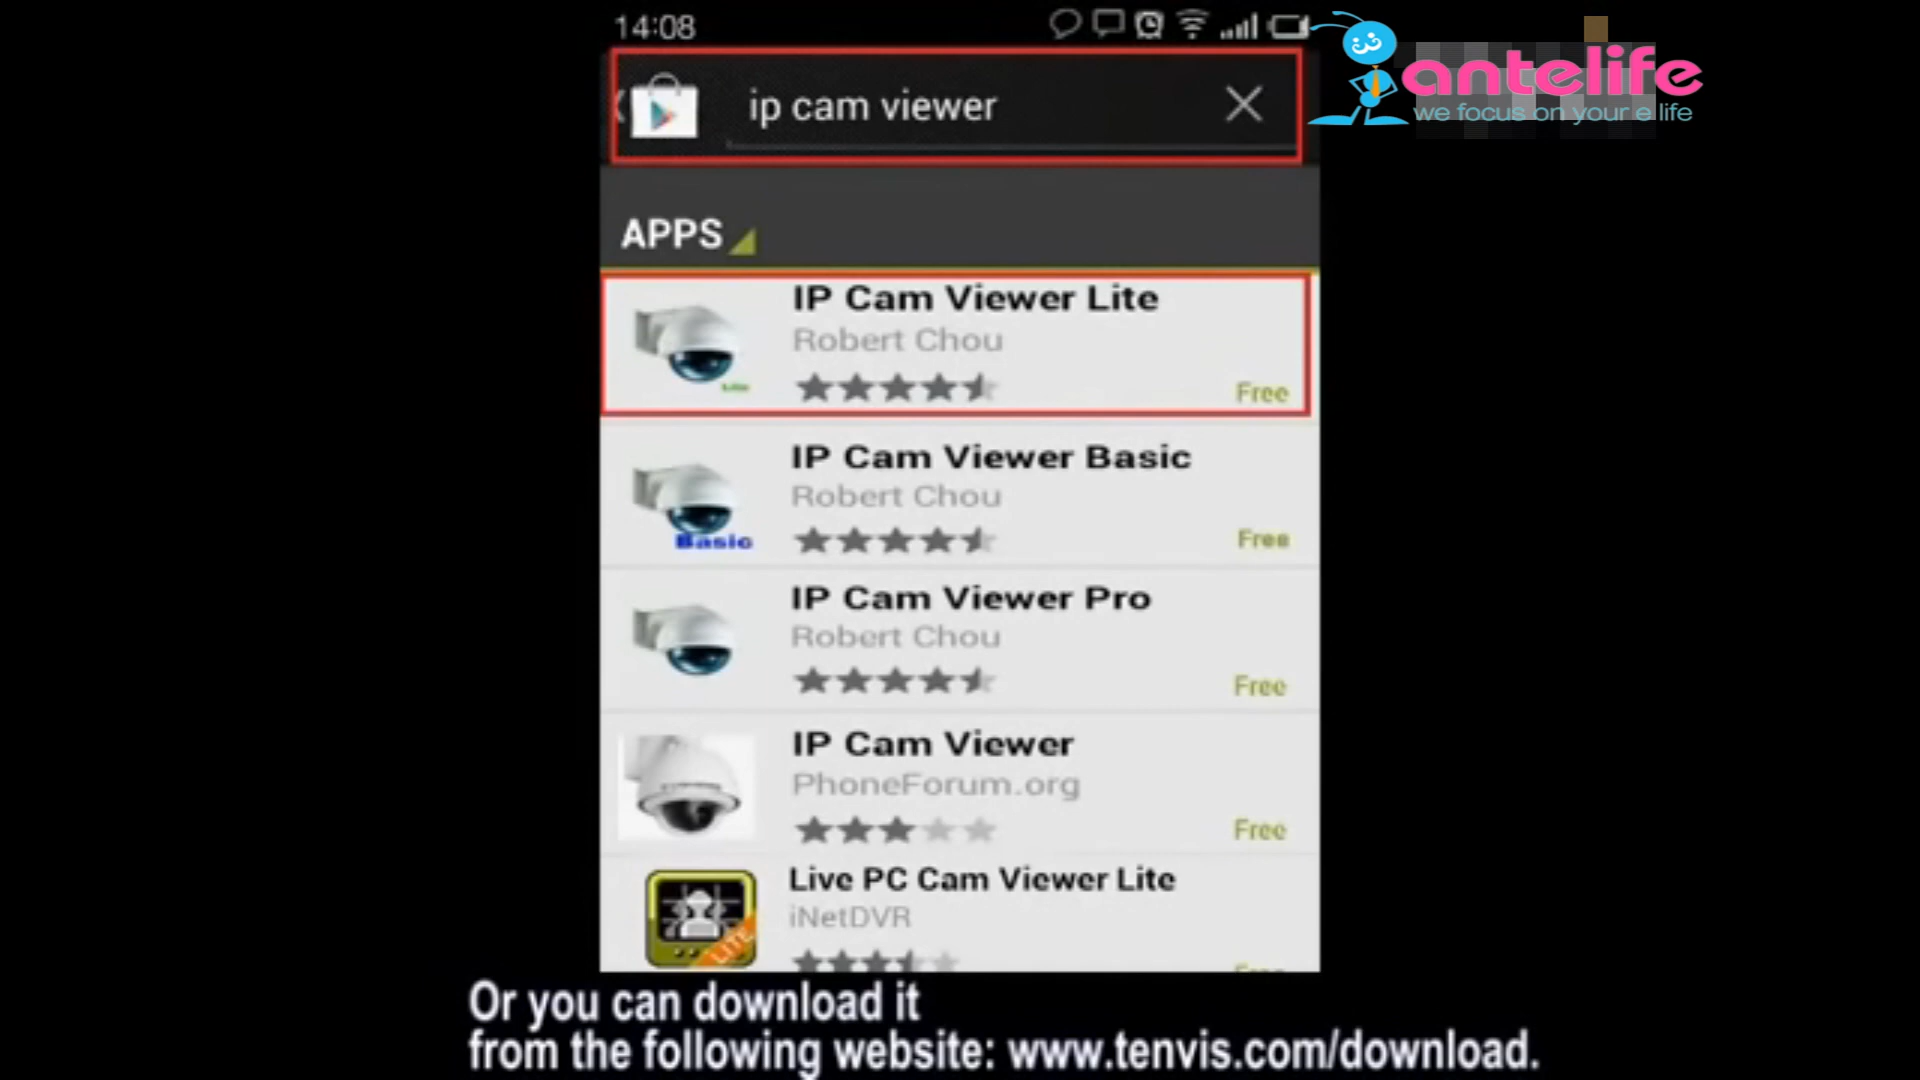 14:08
antelife
we focus on your e life
ip cam viewer
APPS
IP Cam Viewer Lite
Robert Chou
Lite
Free
IP Cam Viewer Basic
Robert Chou
Basic
Free
IP Cam Viewer Pro
Robert Chou
Free
IP Cam Viewer
PhoneForum.org
Free
Live PC Cam Viewer Lite
iNetDVR
LITE
Free
Or you can download it
from the following website: www.tenvis.com/download.